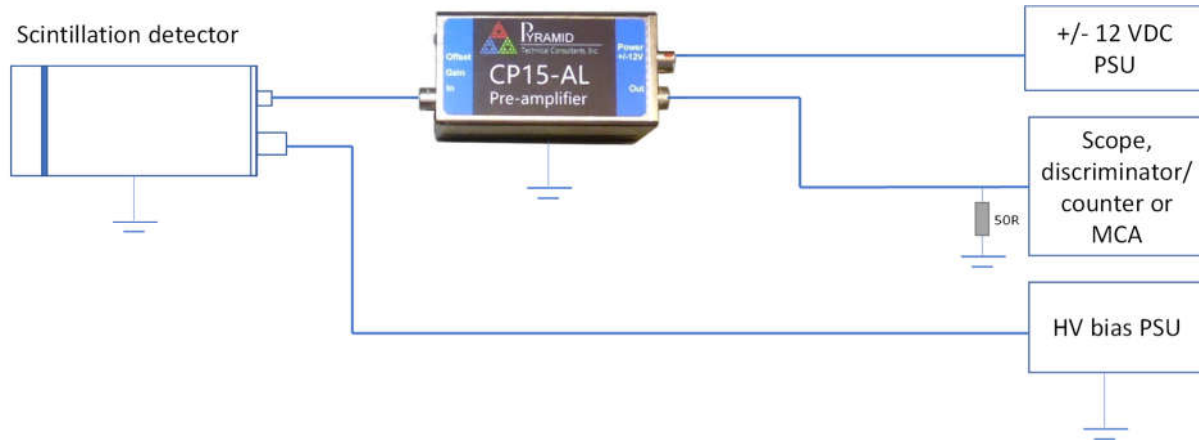 Scintillation detector
PYRAMID
Technical Consultants, Inc.
Offset
Gain
In
CP15-AL
Pre-amplifier
Power
+/-12V
Out
+/- 12 VDC
PSU
Scope,
discriminator/
counter or
MCA
50R
HV bias PSU